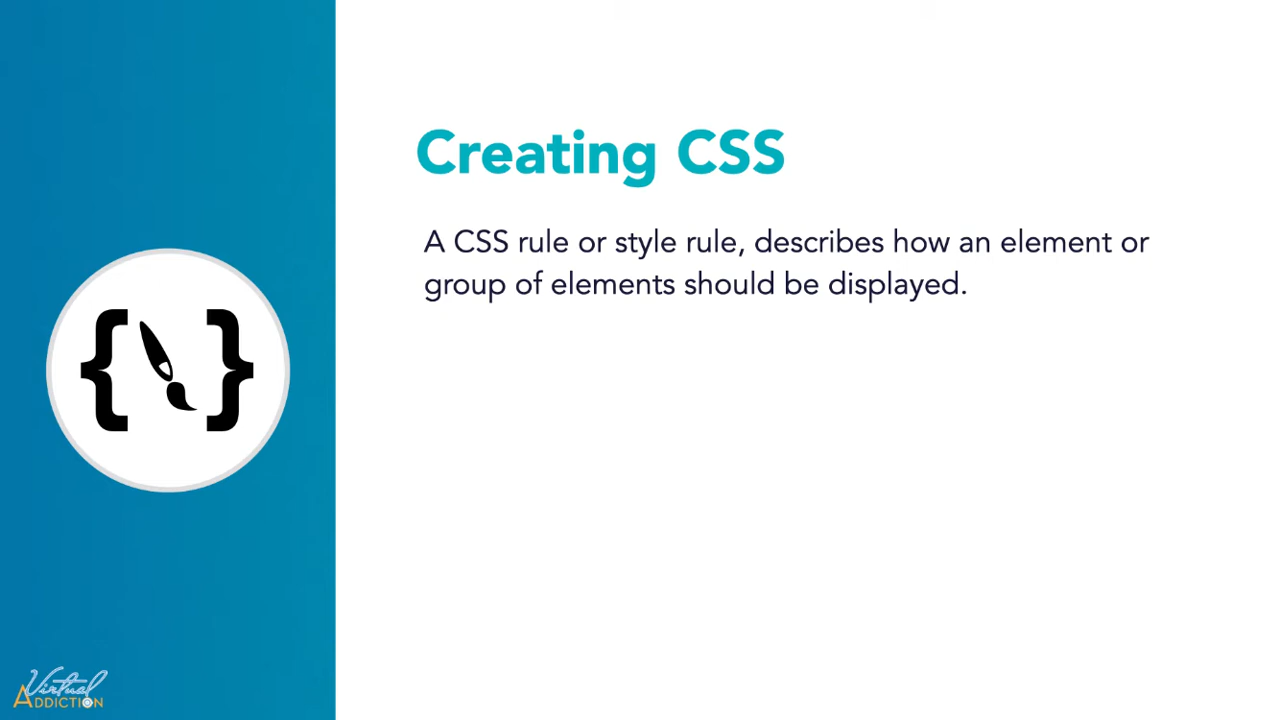 Creating CSS
A CSS rule or style rule, describes how an element or
group of elements should be displayed.
Virtual
ADDICTION